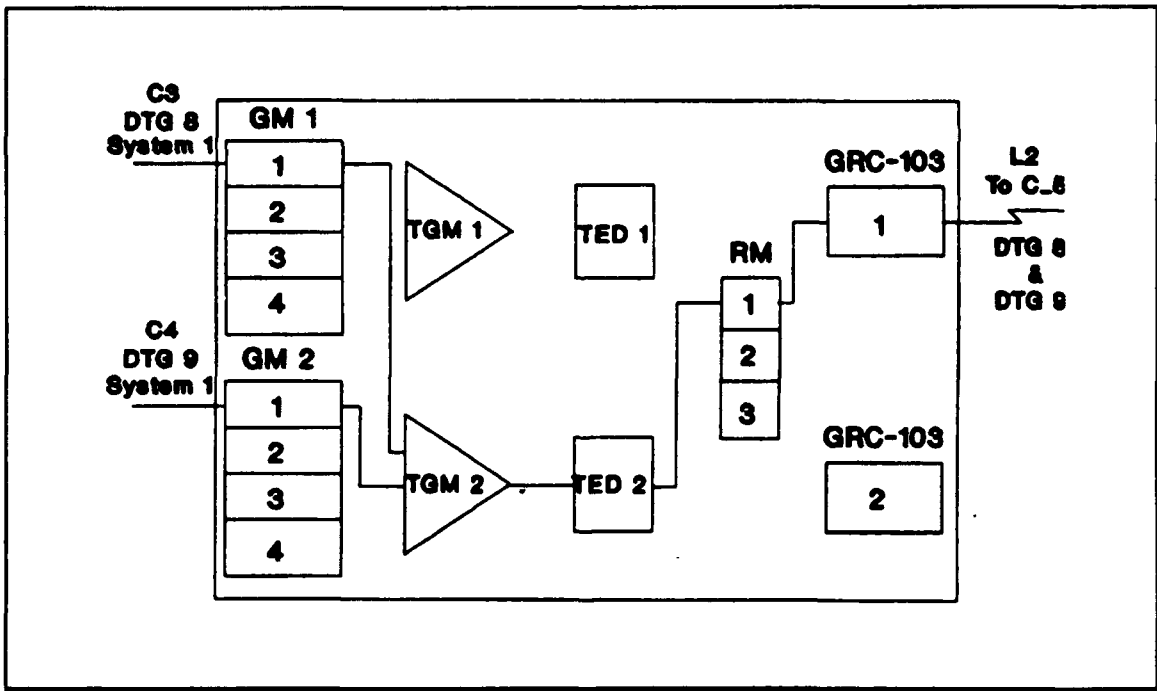 C3
DTG 8
System 1
GM 1
1
2
3
4
C4
DTG 9
System 1
GM 2
1
2
3
4
TGM 1
TGM 2
TED 1
TED 2
RM
1
2
3
GRC-103
1
GRC-103
2
L2
To C_5
DTG 8
&
DTG 9